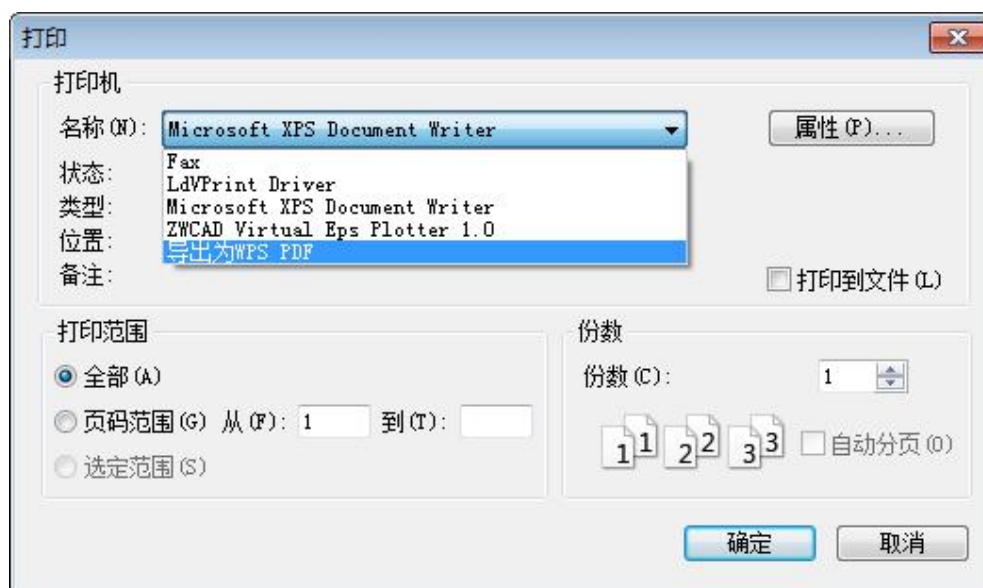 打印
打印机
名称(N): Microsoft XPS Document Writer 属性(P)...
Fax
状态:
LdVPrint Driver
类型: Microsoft XPS Document Writer
ZWCAD Virtual Eps Plotter 1.0
位置:
导出为WPS PDF
备注: 打印到文件(L)
打印范围 份数
全部(A) 份数(C): 1
页码范围(G) 从(F): 1 到(T):
1 1 2 2 3 3 自动分页(O)
选定范围(S)
确定 取消